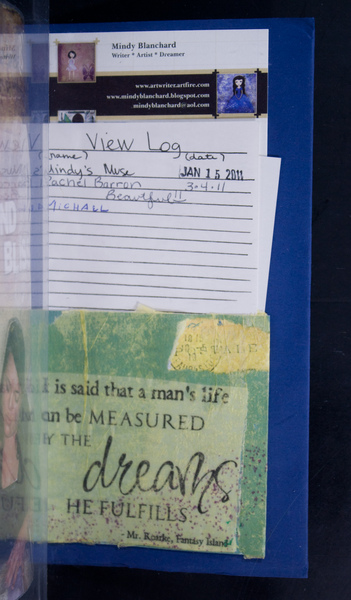 Mindy Blanchard
Writer * Artist * Dreamer
www.artwriter.artfire.com
www.mindyblanchard.blogspot.com
mindyblanchard@aol.com
View Log
(name) (date)
Mindy's Muse JAN 15 2011
Rachel Barron 3.4.11
Beautiful!!
MICHAEL
is said that a man's life
can be MEASURED
BY THE
dreams
HE FULFILLS.
Mr. Roarke, Fantasy Island